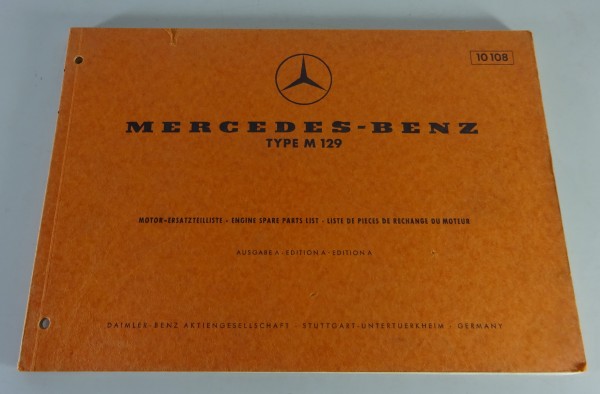 10 108
MERCEDES-BENZ
TYPE M 129
MOTOR-ERSATZTEILLISTE - ENGINE SPARE PARTS LIST - LISTE DE PIECES DE RECHANGE DU MOTEUR
AUSGABE A - EDITION A - EDITION A
DAIMLER-BENZ AKTIENGESELLSCHAFT - STUTTGART-UNTERTUERKHEIM - GERMANY